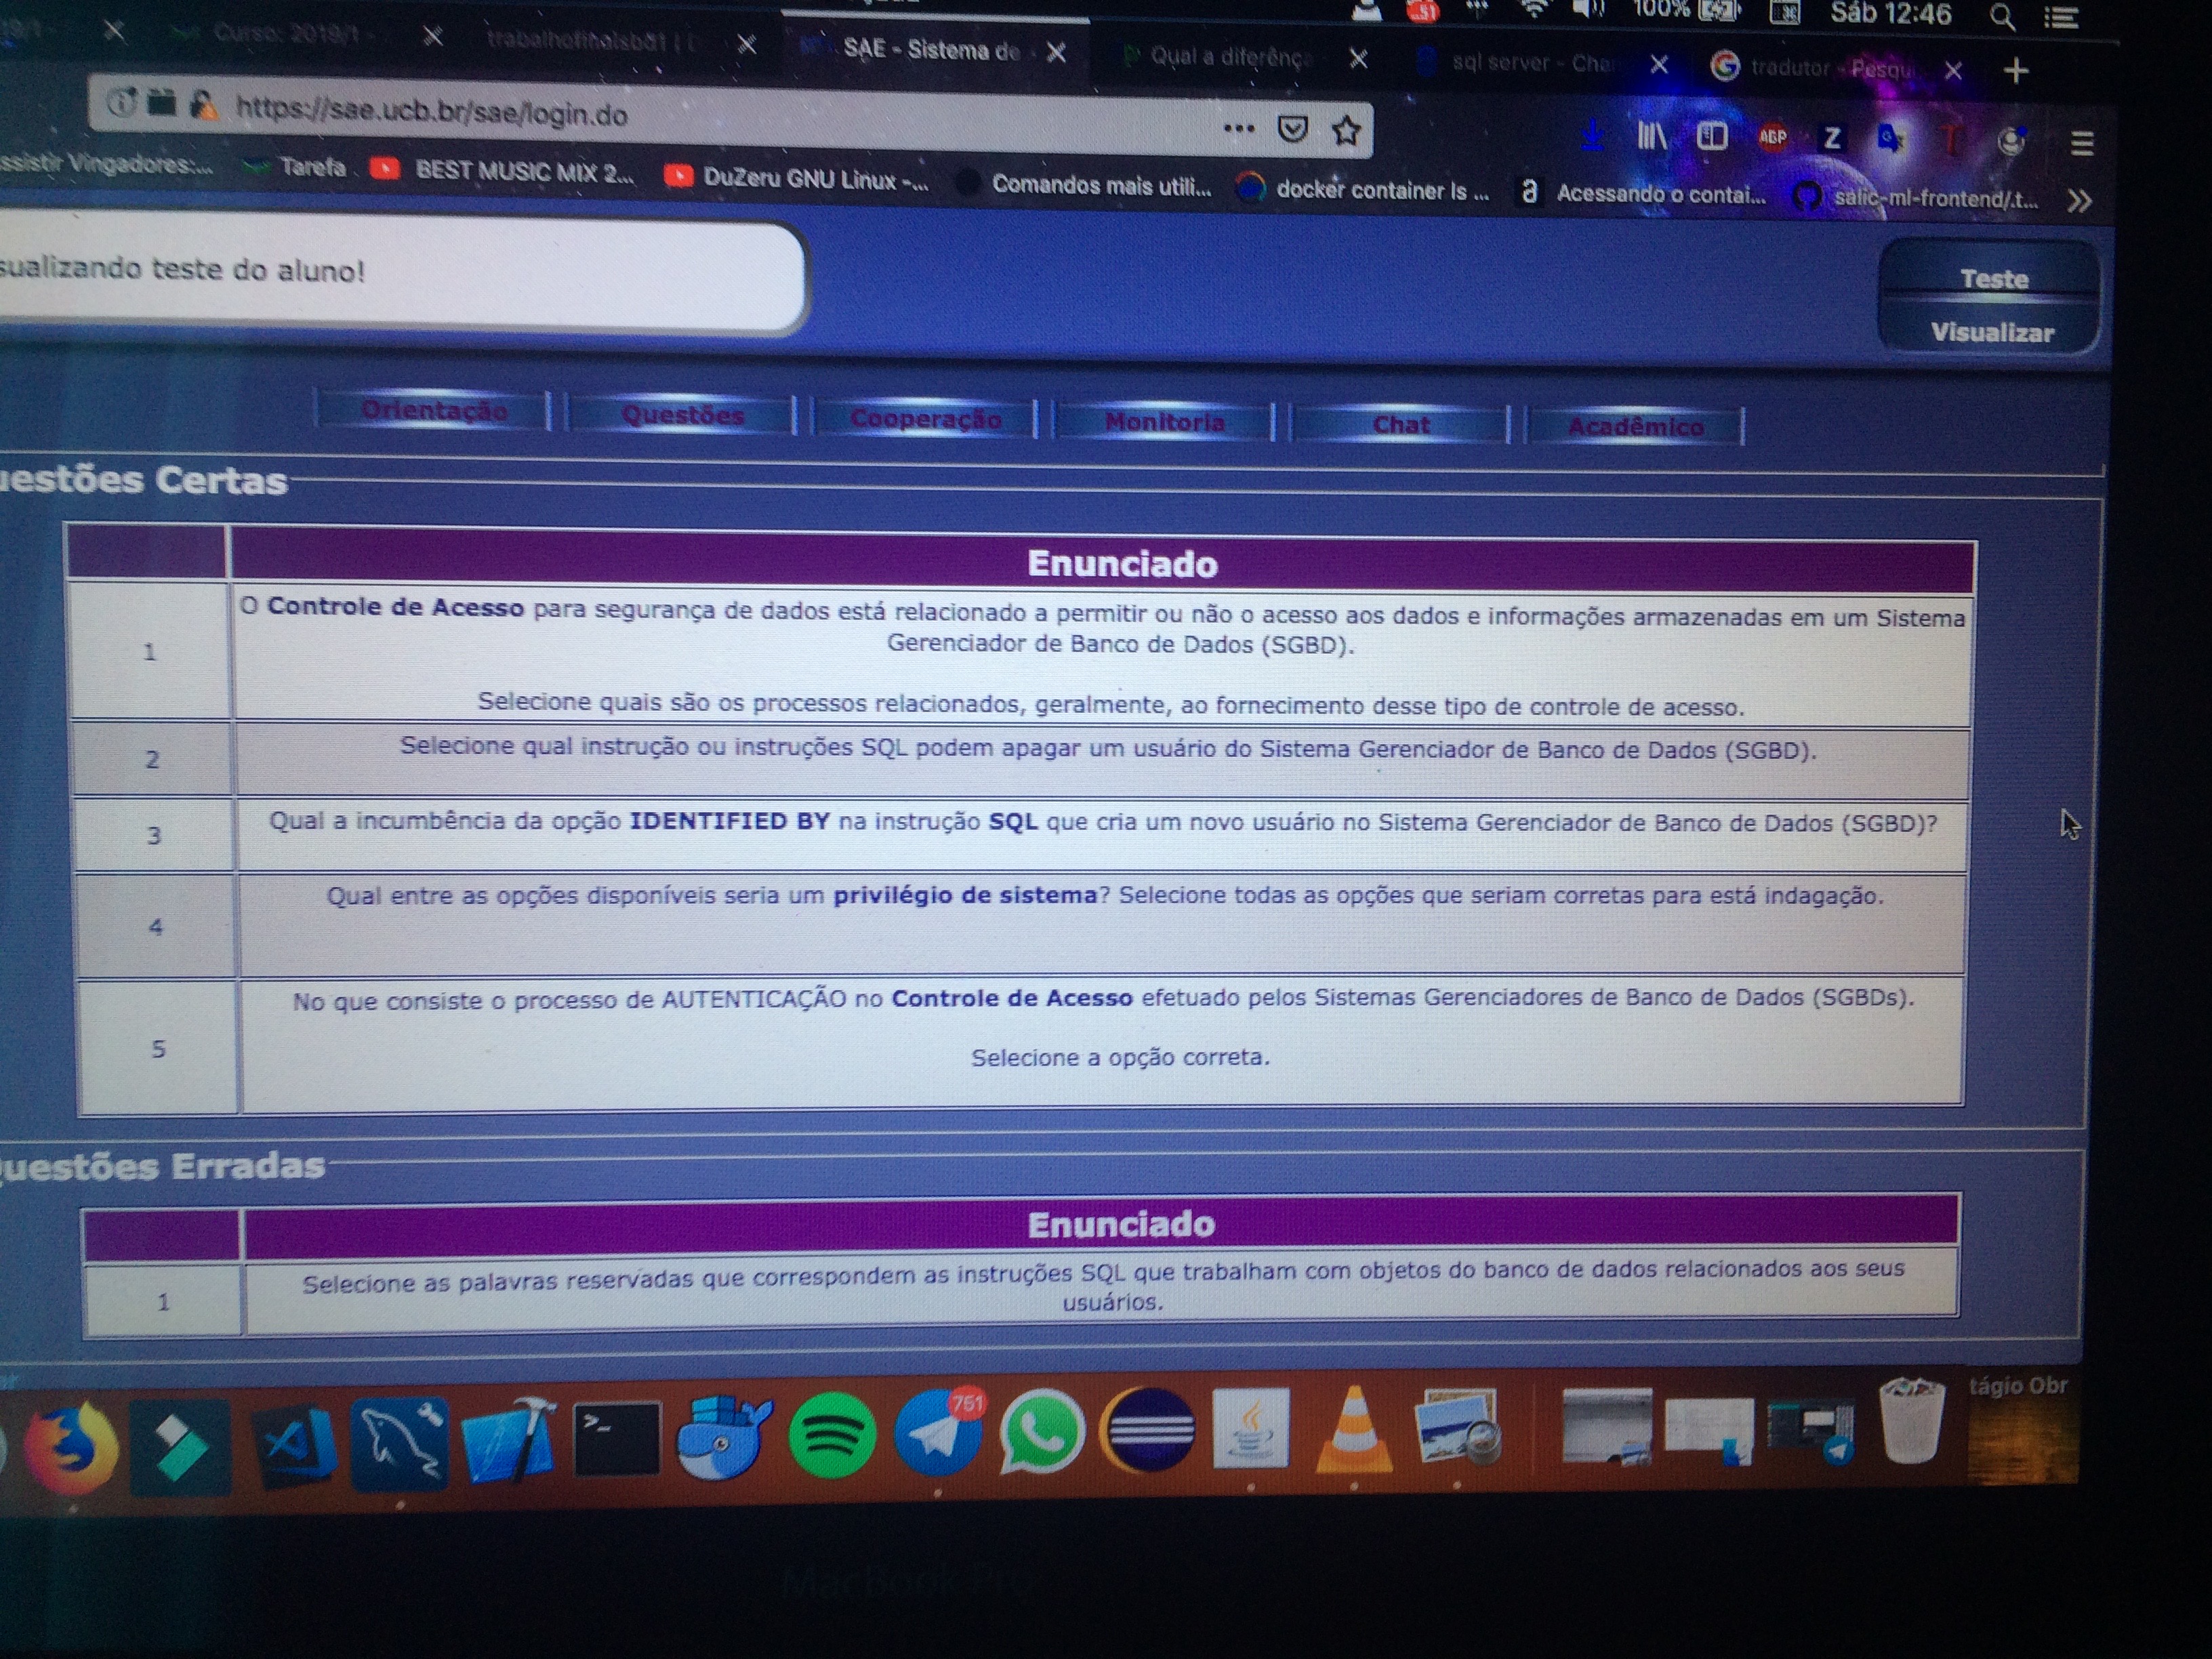 100% Sáb 12:46
Curso: 2019/1 - trabalhofinalsbd1 | SAE - Sistema de Qual a diferênça sql server - tradutor - Pesqu
https://sae.ucb.br/sae/login.do
ABP Z
ssistir Vingadores:... Tarefa BEST MUSIC MIX 2... DuZeru GNU Linux -... Comandos mais utili... docker container ls ... Acessando o contai... salic-ml-frontend/.t...
sualizando teste do aluno!
Teste
Visualizar
Orientação Questões Cooperação Monitoria Chat Acadêmico
uestões Certas
Enunciado
1 O Controle de Acesso para segurança de dados está relacionado a permitir ou não o acesso aos dados e informações armazenadas em um Sistema
Gerenciador de Banco de Dados (SGBD).
Selecione quais são os processos relacionados, geralmente, ao fornecimento desse tipo de controle de acesso.
2 Selecione qual instrução ou instruções SQL podem apagar um usuário do Sistema Gerenciador de Banco de Dados (SGBD).
3 Qual a incumbência da opção IDENTIFIED BY na instrução SQL que cria um novo usuário no Sistema Gerenciador de Banco de Dados (SGBD)?
4 Qual entre as opções disponíveis seria um privilégio de sistema? Selecione todas as opções que seriam corretas para está indagação.
5 No que consiste o processo de AUTENTICAÇÃO no Controle de Acesso efetuado pelos Sistemas Gerenciadores de Banco de Dados (SGBDs).
Selecione a opção correta.
uestões Erradas
Enunciado
1 Selecione as palavras reservadas que correspondem as instruções SQL que trabalham com objetos do banco de dados relacionados aos seus
usuários.
751
tágio Obr
MacBook